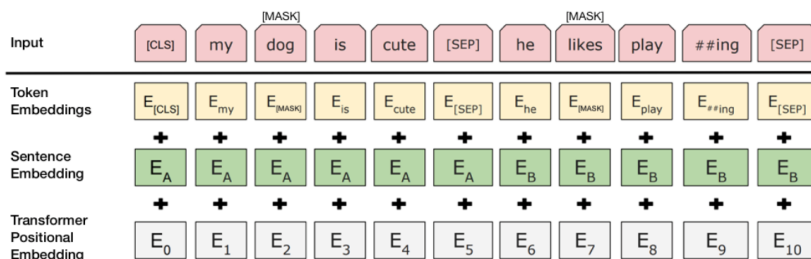 [MASK] [MASK]
Input [CLS] my dog is cute [SEP] he likes play ##ing [SEP]
Token
Embeddings
E[CLS] Emy E[MASK] Eis Ecute E[SEP] Ehe E[MASK] Eplay E##ing E[SEP]
+ + + + + + + + + + +
Sentence
Embedding
EA EA EA EA EA EA EB EB EB EB EB
+ + + + + + + + + + +
Transformer
Positional
Embedding
E0 E1 E2 E3 E4 E5 E6 E7 E8 E9 E10